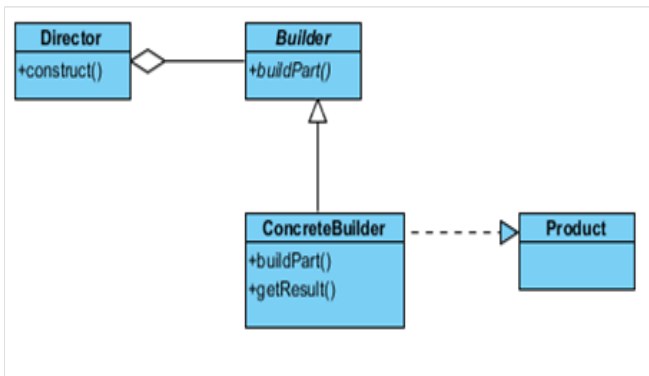 Director
+construct()
Builder
+buildPart()
ConcreteBuilder
+buildPart()
+getResult()
Product